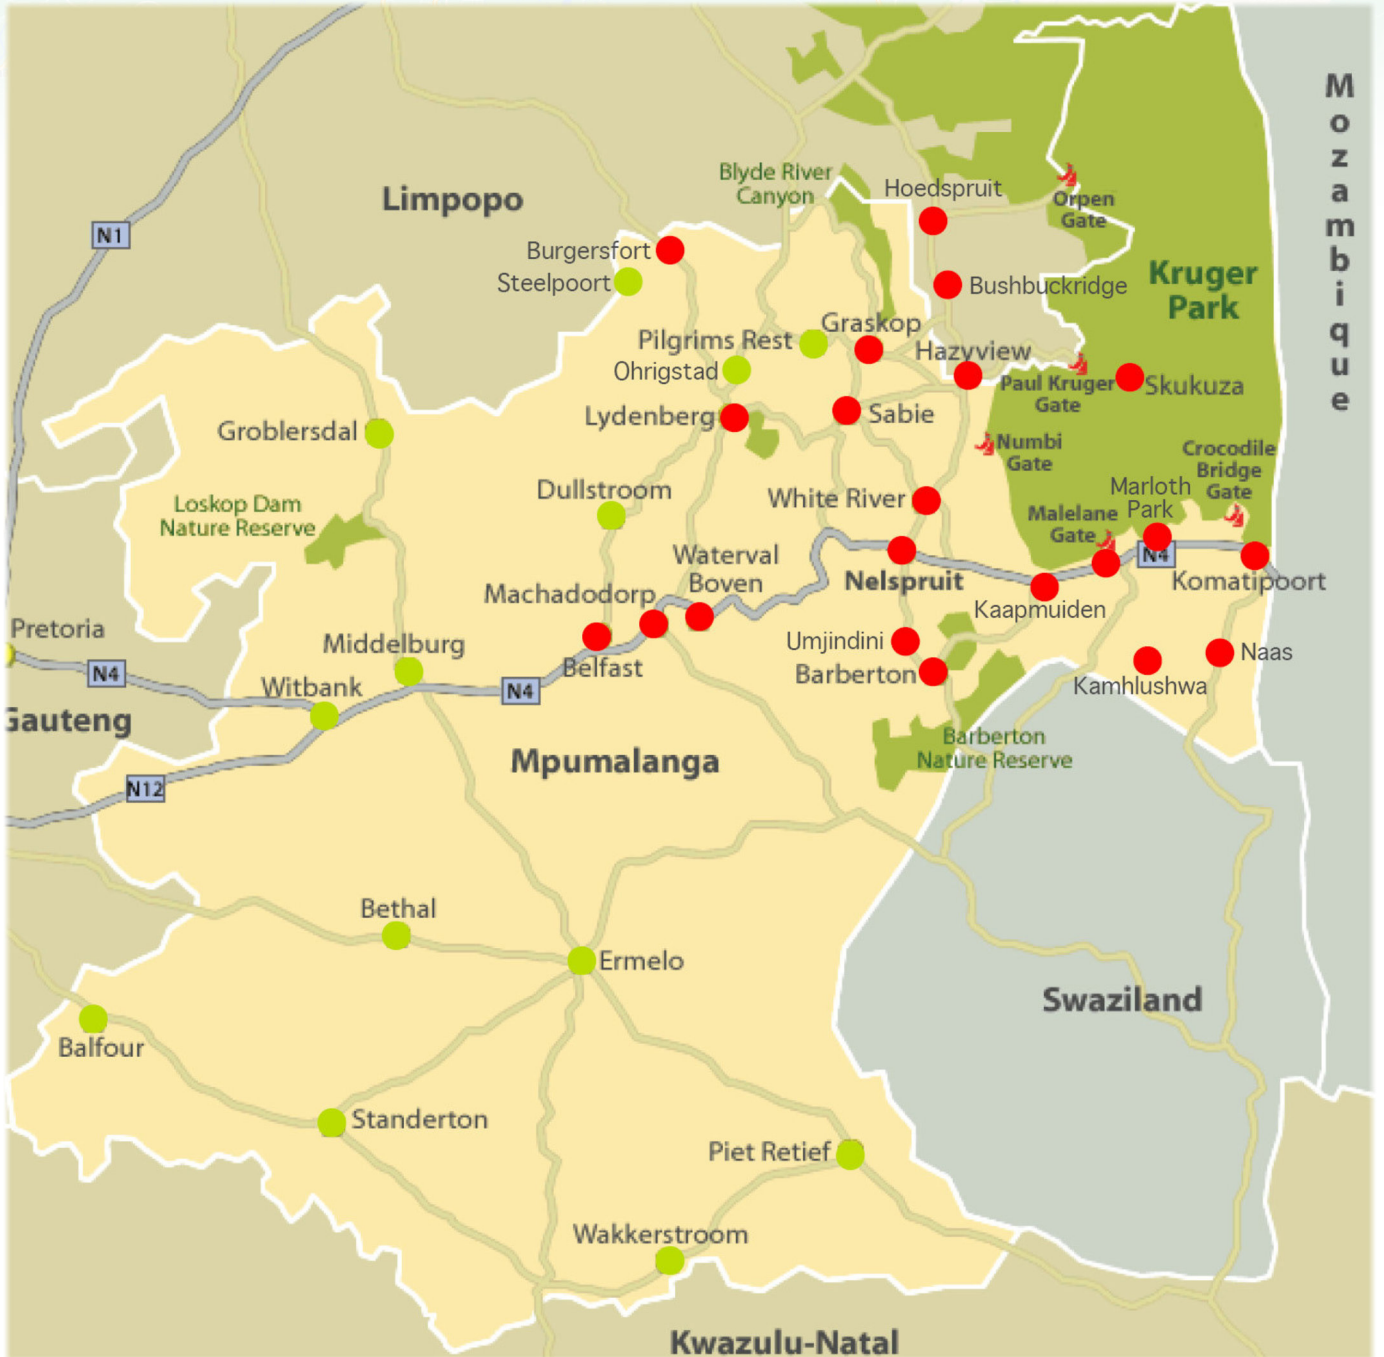 Mozambique
Blyde River
Canyon
Hoedspruit
Limpopo
Orpen
Gate
N1
Burgersfort
Steelpoort
Bushbuckridge
Kruger
Park
Graskop
Pilgrims Rest
Hazyview
Ohrigstad
Paul Kruger
Gate
Skukuza
Lydenberg
Sabie
Groblersdal
Numbi
Gate
Crocodile
Bridge
Gate
Dullstroom
White River
Marloth
Park
Loskop Dam
Nature Reserve
Malelane
Gate
N4
Waterval
Boven
Nelspruit
Komatipoort
Machadodorp
Kaapmuiden
Pretoria
Middelburg
Umjindini
Naas
Belfast
Barberton
N4
Witbank
N4
Kamhlushwa
Gauteng
Barberton
Nature Reserve
Mpumalanga
N12
Bethal
Ermelo
Swaziland
Balfour
Standerton
Piet Retief
Wakkerstroom
Kwazulu-Natal